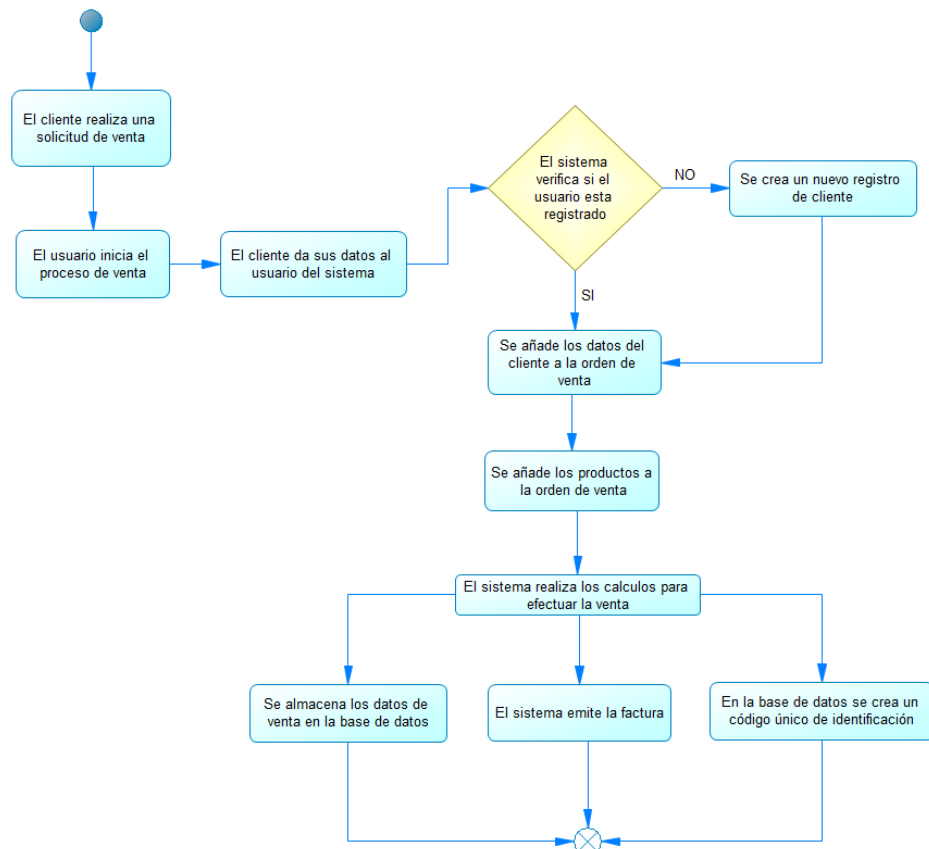 El cliente realiza una
solicitud de venta
El usuario inicia el
proceso de venta
El cliente da sus datos al
usuario del sistema
El sistema
verifica si el
usuario esta
registrado
NO
Se crea un nuevo registro
de cliente
SI
Se añade los datos del
cliente a la orden de
venta
Se añade los productos a
la orden de venta
El sistema realiza los calculos para
efectuar la venta
Se almacena los datos de
venta en la base de datos
El sistema emite la factura
En la base de datos se crea un
código único de identificación